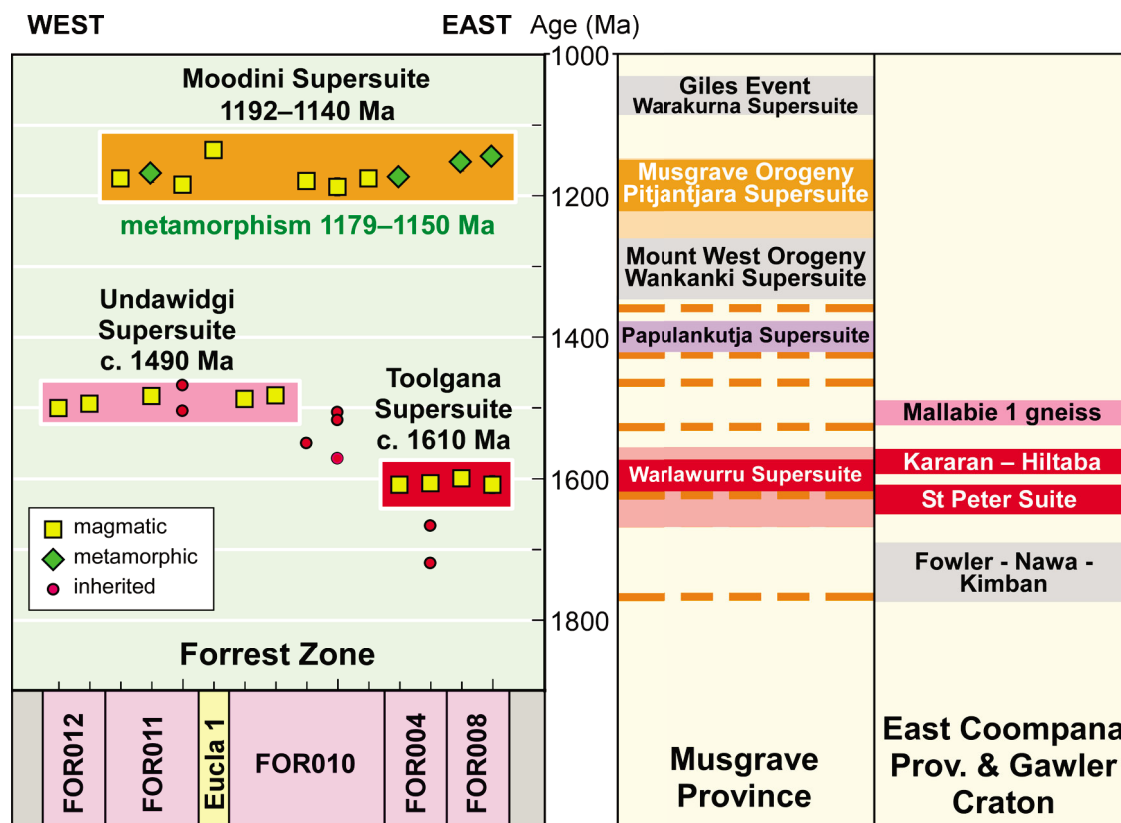 WEST
EAST
Age (Ma)
Moodini Supersuite
1192–1140 Ma
metamorphism 1179–1150 Ma
Undawidgi
Supersuite
c. 1490 Ma
Toolgana
Supersuite
c. 1610 Ma
magmatic
metamorphic
inherited
Forrest Zone
FOR012
FOR011
Eucla 1
FOR010
FOR004
FOR008
1000
1200
1400
1600
1800
Giles Event
Warakurna Supersuite
Musgrave Orogeny
Pitjantjara Supersuite
Mount West Orogeny
Wankanki Supersuite
Papulankutja Supersuite
Warlawurru Supersuite
Musgrave
Province
Mallabie 1 gneiss
Kararan – Hiltaba
St Peter Suite
Fowler - Nawa -
Kimban
East Coompana
Prov. & Gawler
Craton